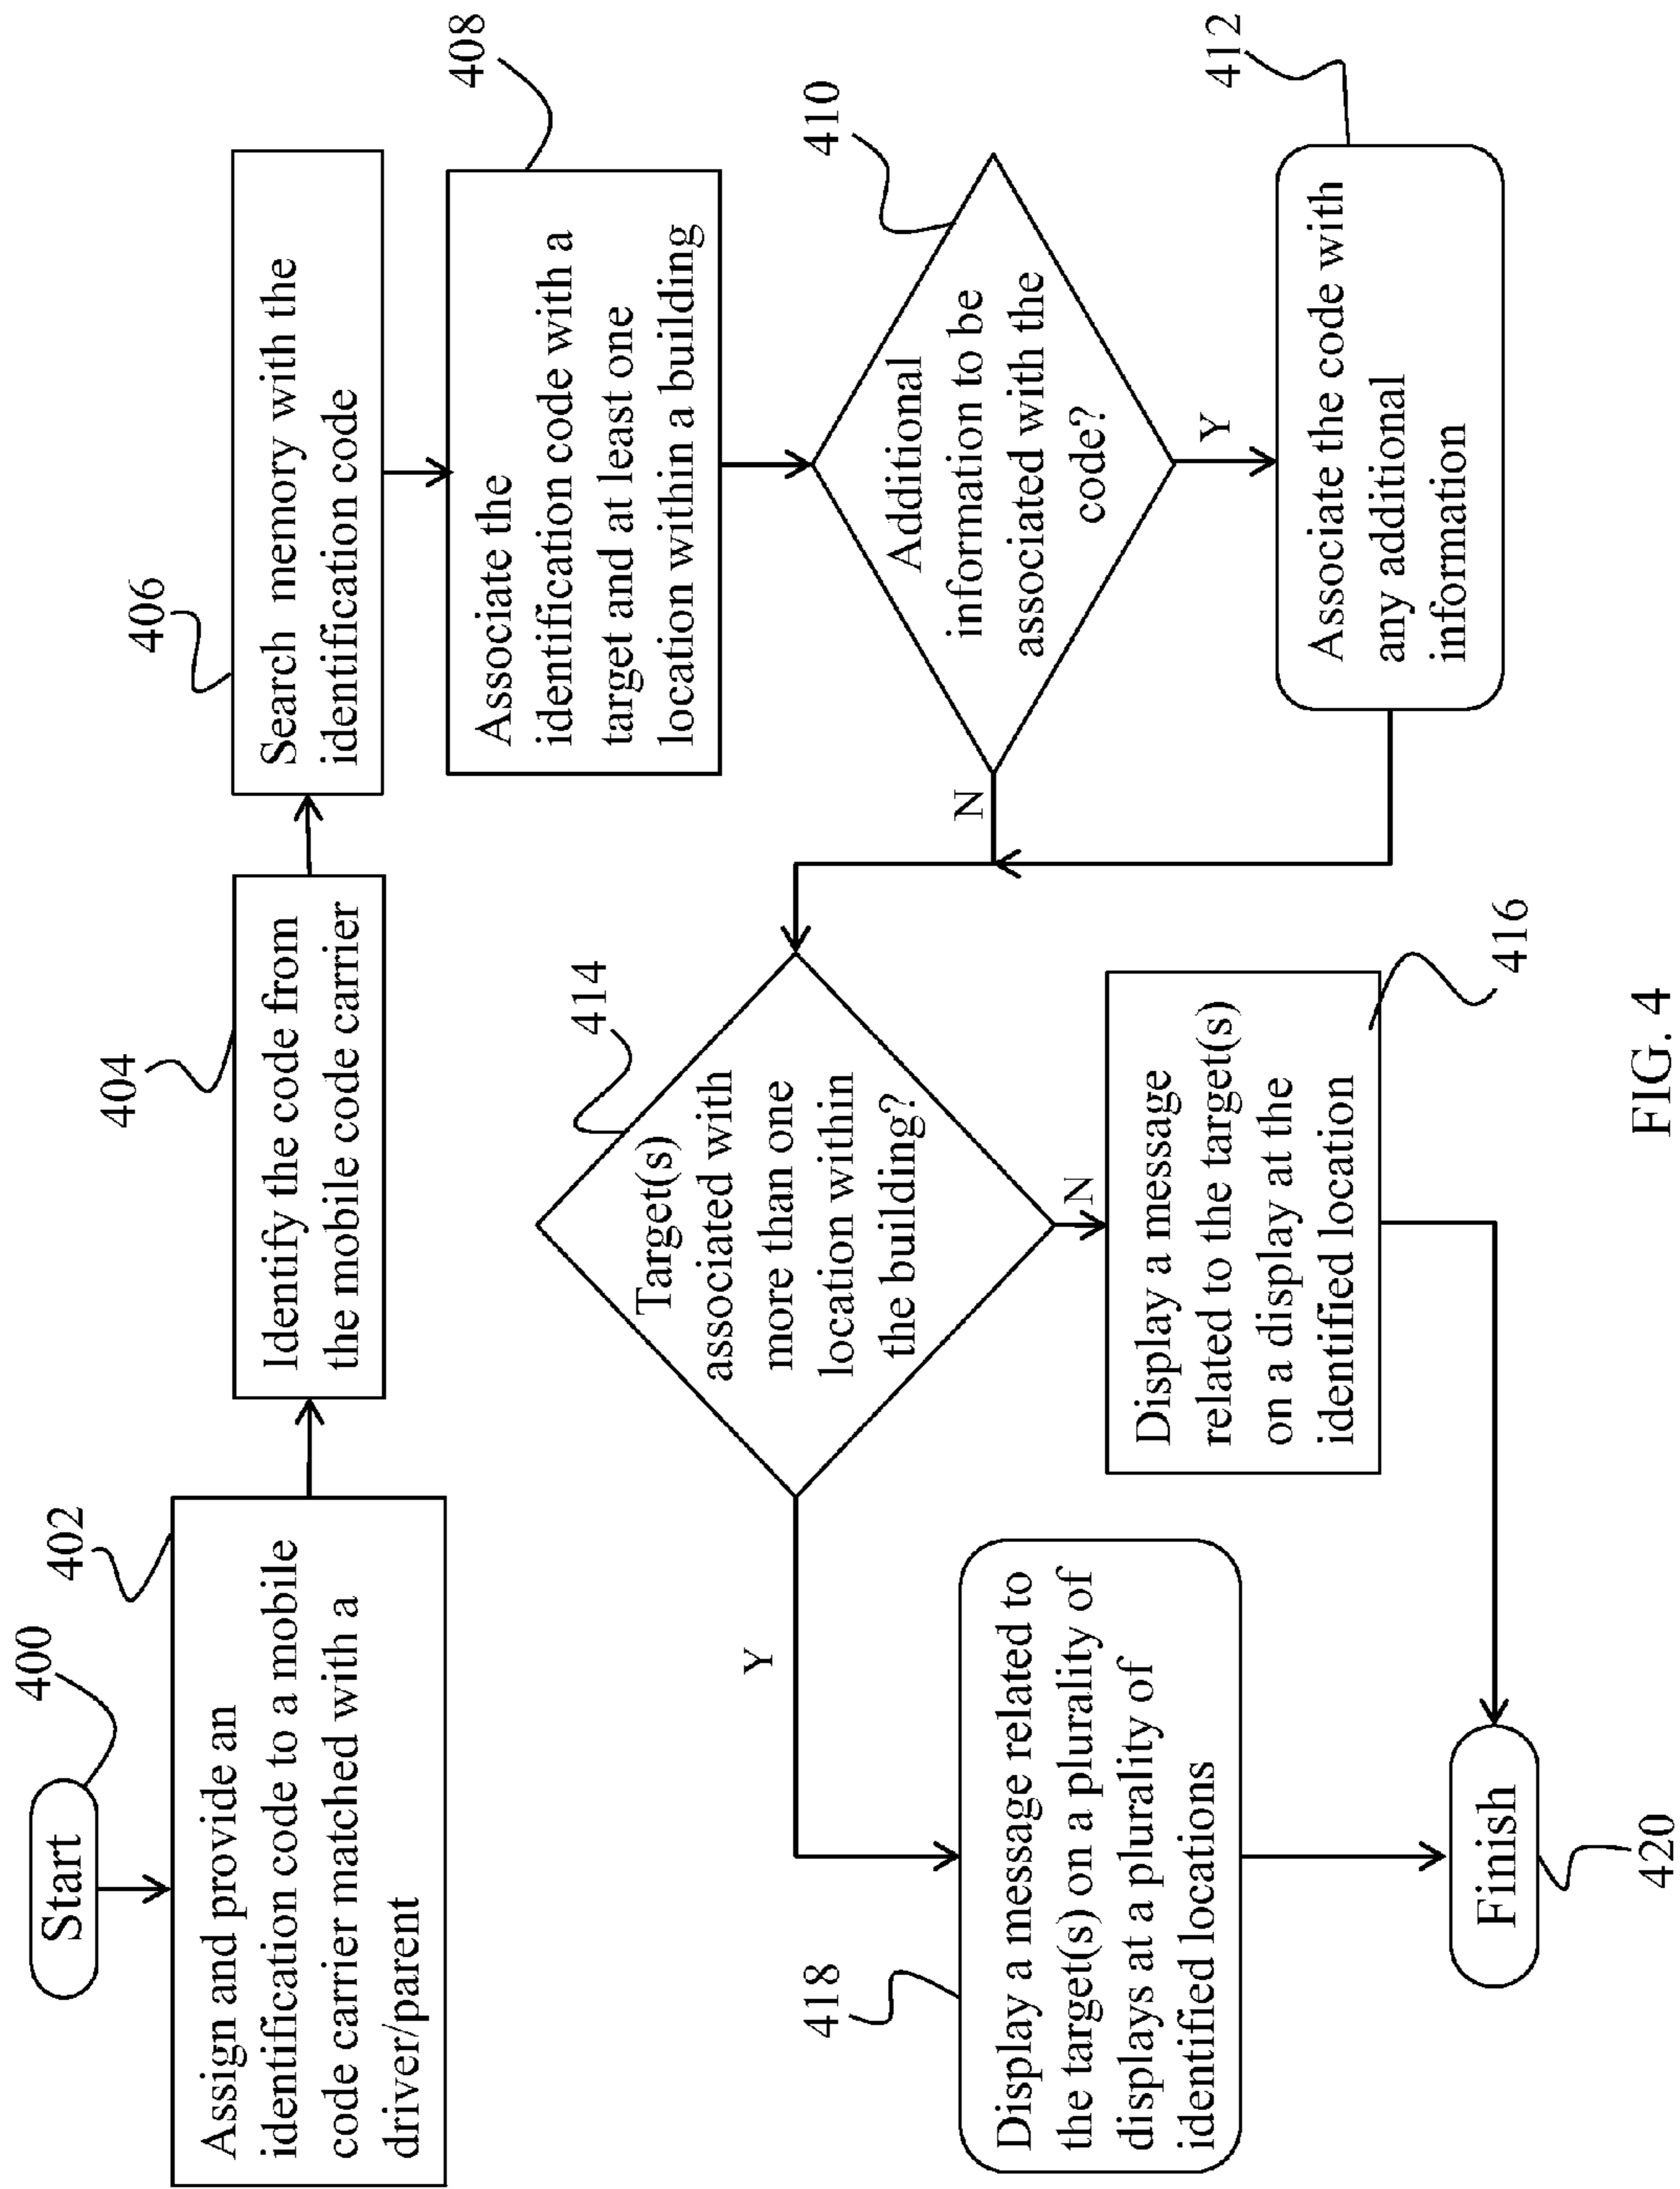 400
Start
402
Assign and provide an
identification code to a mobile
code carrier matched with a
driver/parent
404
Identify the code from
the mobile code carrier
406
Search memory with the
identification code
408
Associate the
identification code with a
target and at least one
location within a building
410
Additional
information to be
associated with the
code?
N
Y
412
Associate the code with
any additional
information
414
Target(s)
associated with
more than one
location within
the building?
Y
N
416
Display a message
related to the target(s)
on a display at the
identified location
418
Display a message related to
the target(s) on a plurality of
displays at a plurality of
identified locations
Finish
420
FIG. 4